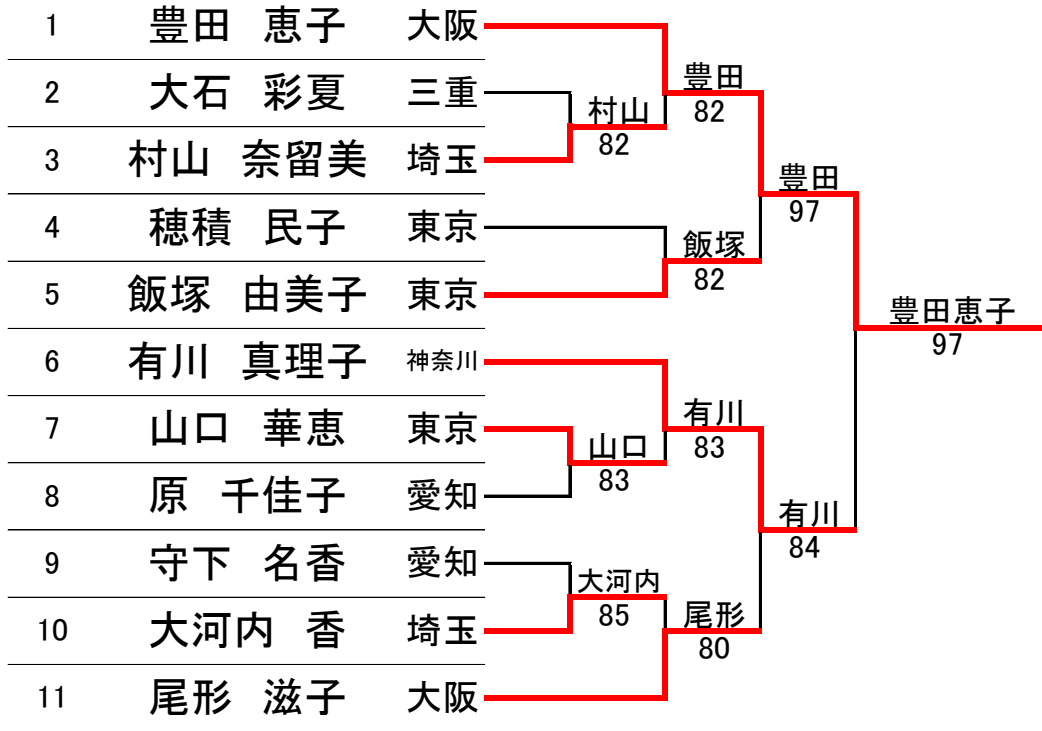 1 豊田 恵子 大阪
2 大石 彩夏 三重
3 村山 奈留美 埼玉
4 穂積 民子 東京
5 飯塚 由美子 東京
6 有川 真理子 神奈川
7 山口 華恵 東京
8 原 千佳子 愛知
9 守下 名香 愛知
10 大河内 香 埼玉
11 尾形 滋子 大阪
村山
82
山口
83
大河内
85
豊田
82
飯塚
82
有川
83
尾形
80
豊田
97
有川
84
豊田恵子
97